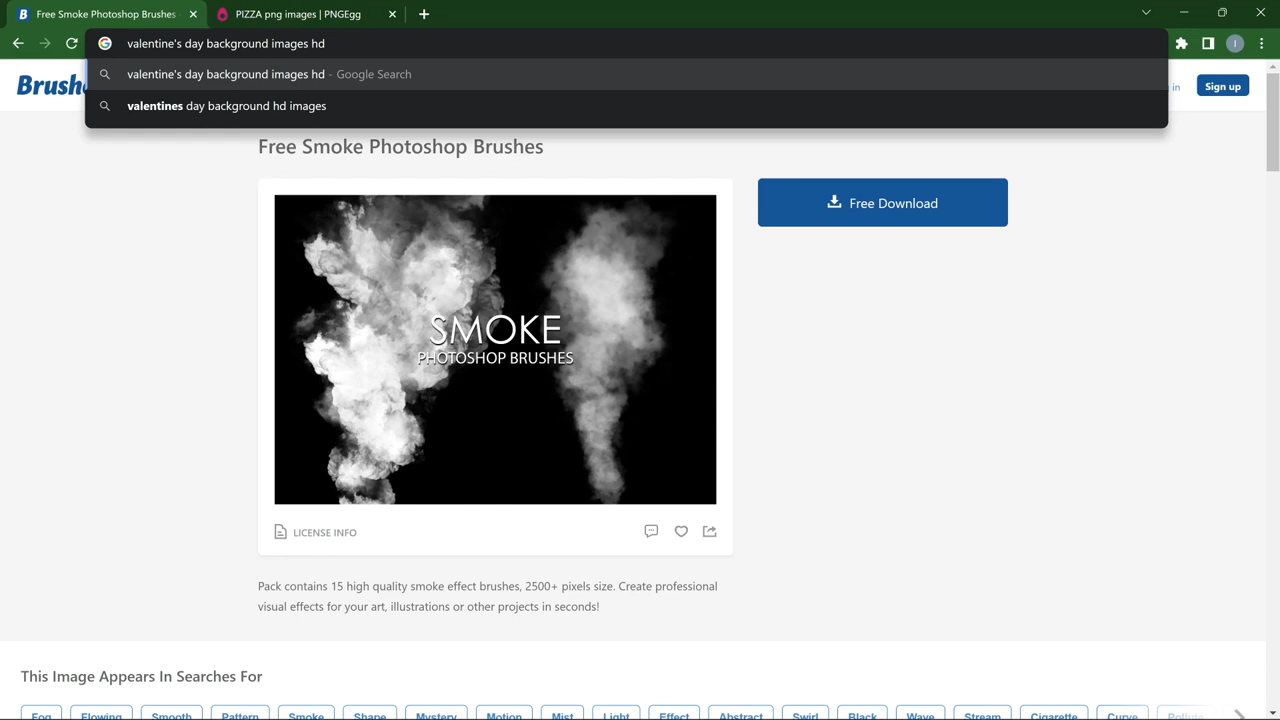 Free Smoke Photoshop Brushes
PIZZA png images | PNGEgg
valentine's day background images hd
I
valentine's day background images hd - Google Search
valentines day background hd images
in
Sign up
Free Smoke Photoshop Brushes
Free Download
SMOKE
PHOTOSHOP BRUSHES
LICENSE INFO
Pack contains 15 high quality smoke effect brushes, 2500+ pixels size. Create professional
visual effects for your art, illustrations or other projects in seconds!
This Image Appears In Searches For
Fog Flowing Smooth Pattern Smoke Shape Mystery Motion Mist Light Effect Abstract Swirl Black Wave Stream Cigarette Curve